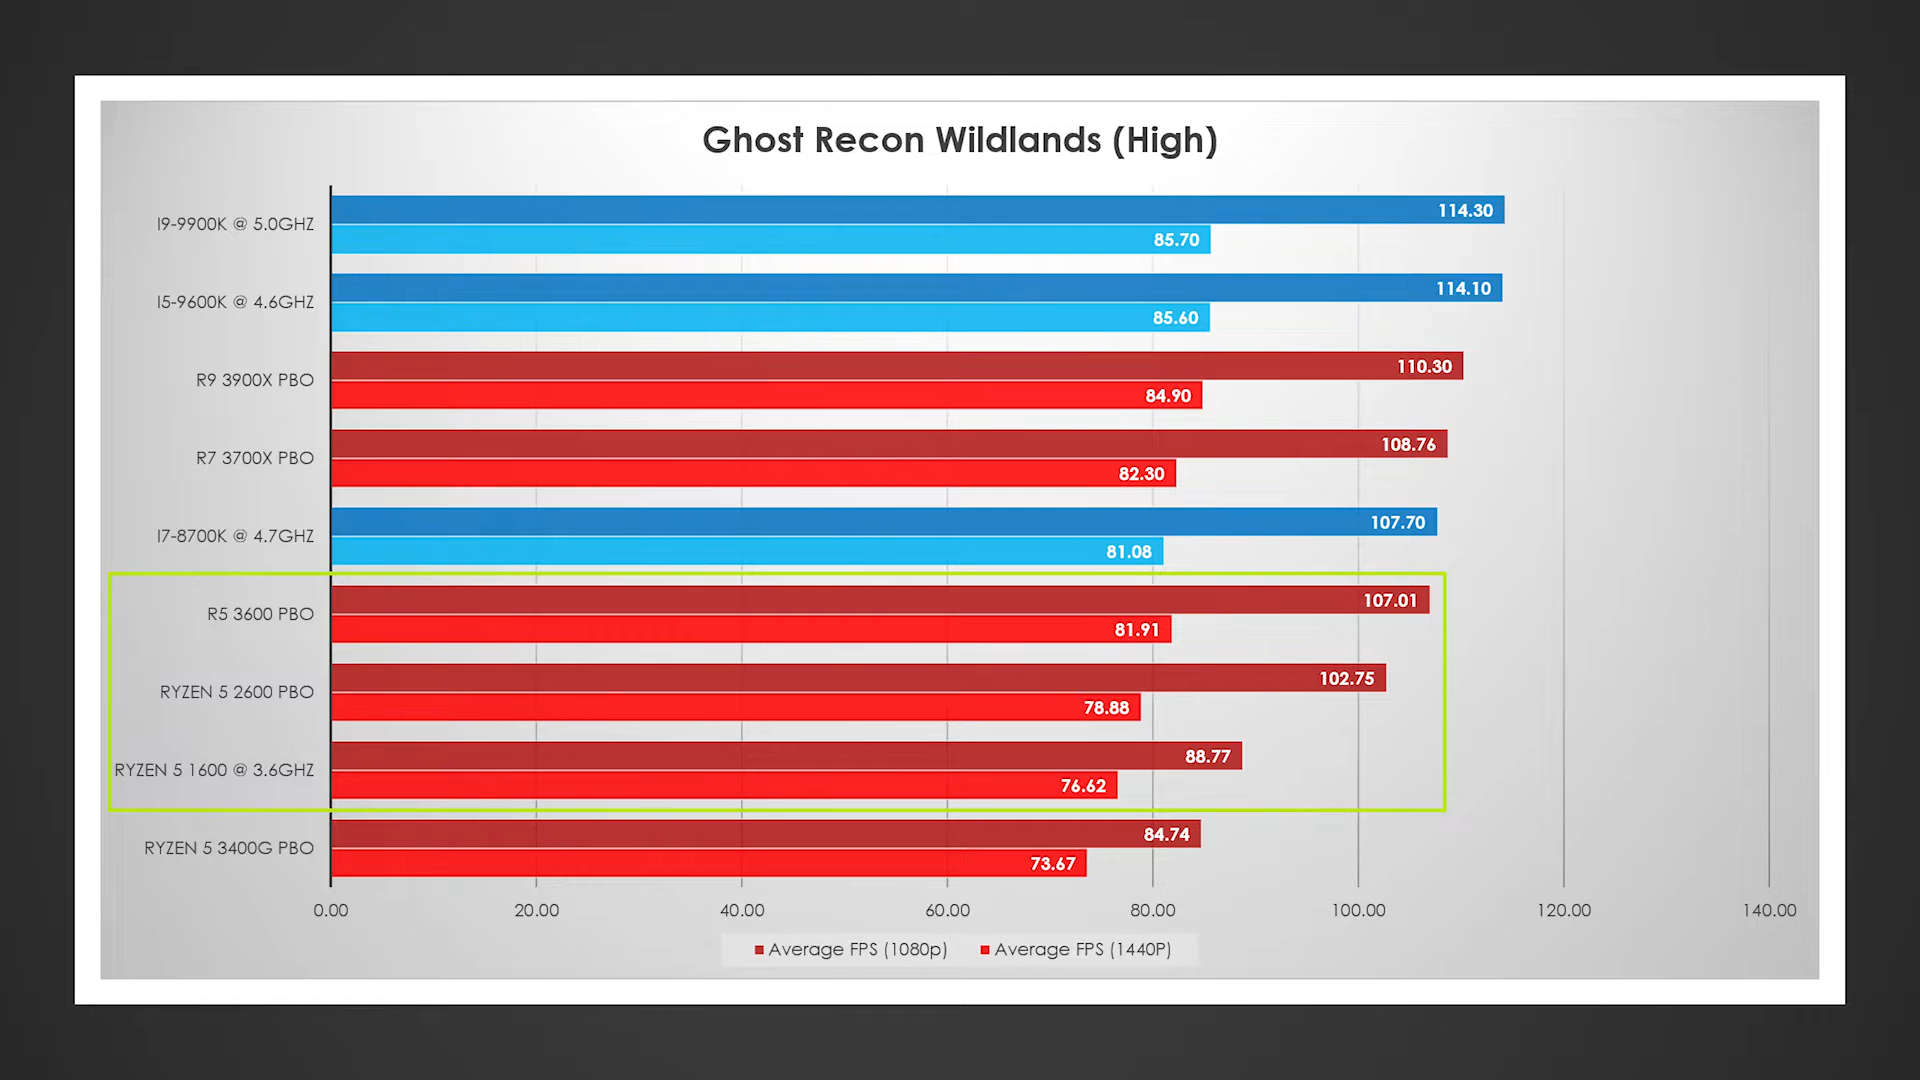 Ghost Recon Wildlands (High)
I9-9900K @ 5.0GHZ
114.30
85.70
I5-9600K @ 4.6GHZ
114.10
85.60
R9 3900X PBO
110.30
84.90
R7 3700X PBO
108.76
82.30
I7-8700K @ 4.7GHZ
107.70
81.08
R5 3600 PBO
107.01
81.91
RYZEN 5 2600 PBO
102.75
78.88
RYZEN 5 1600 @ 3.6GHZ
88.77
76.62
RYZEN 5 3400G PBO
84.74
73.67
0.00 20.00 40.00 60.00 80.00 100.00 120.00 140.00
Average FPS (1080p) Average FPS (1440P)